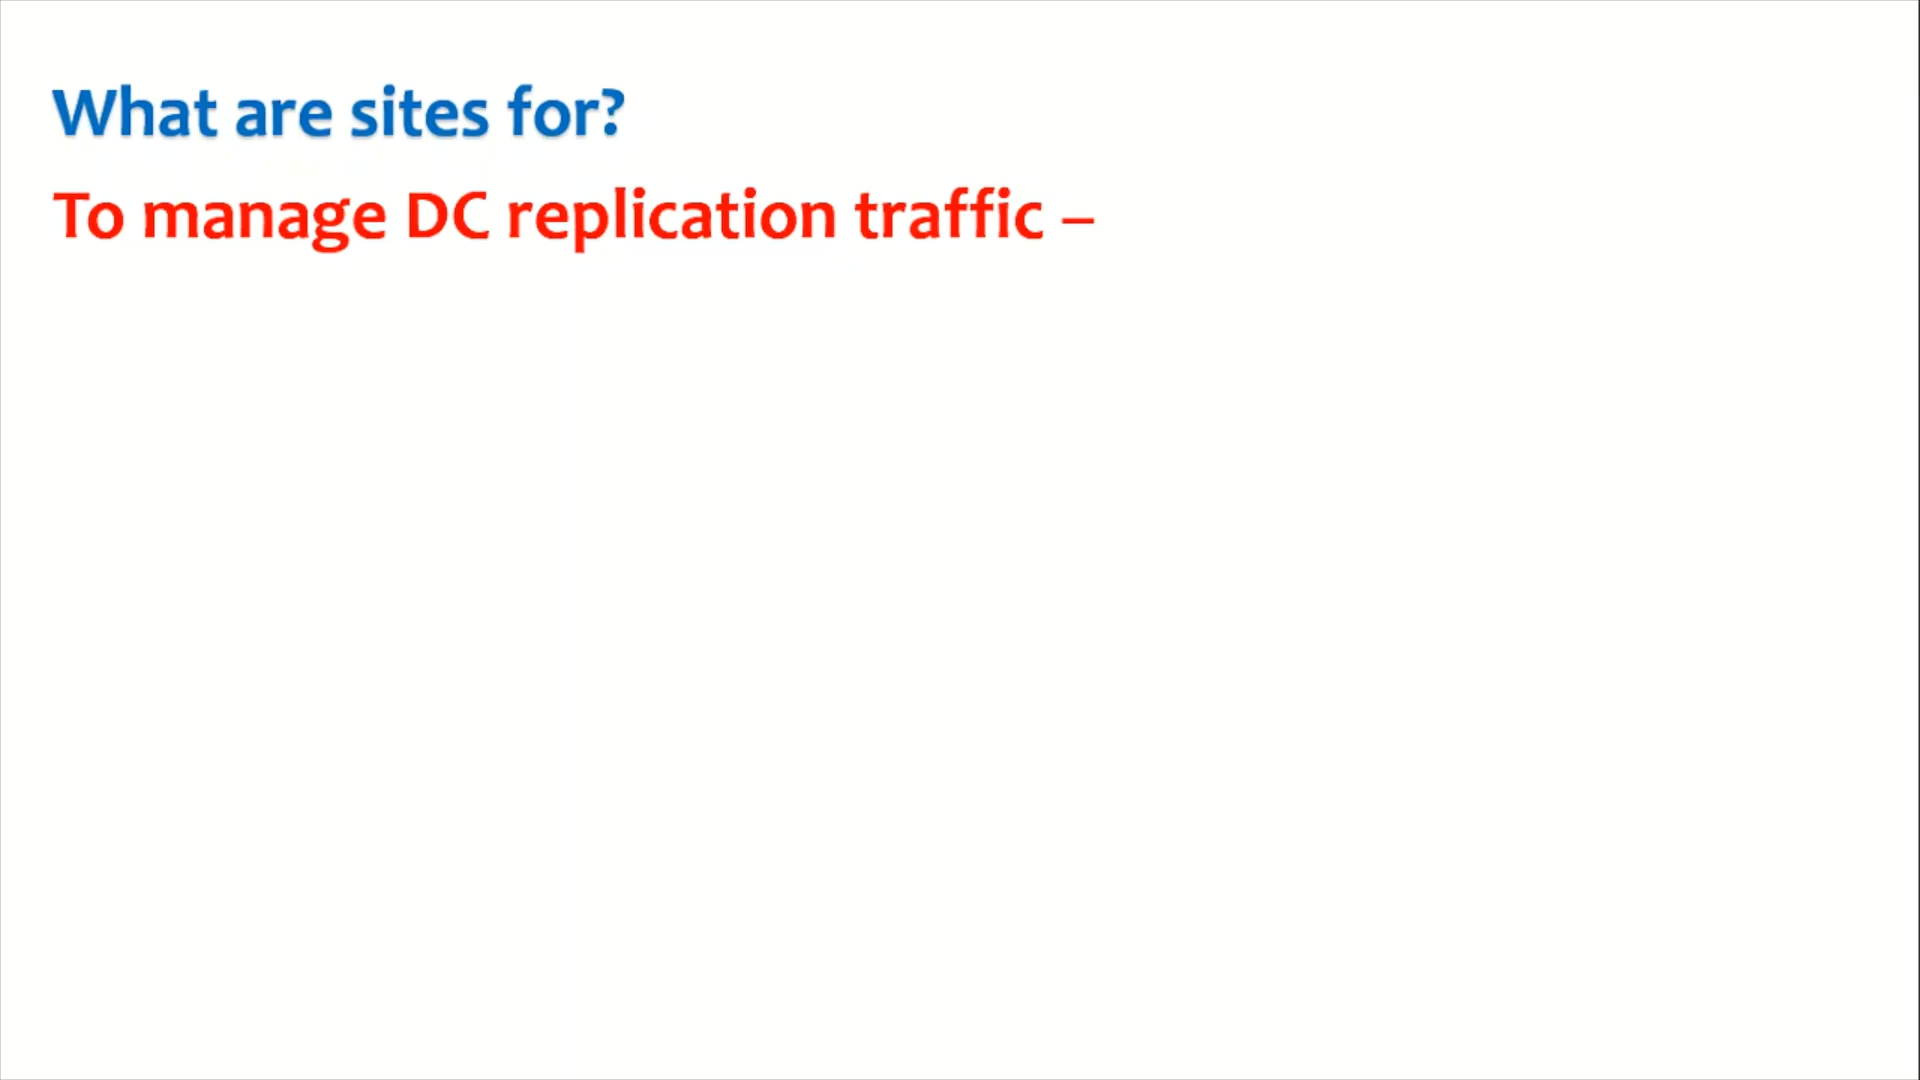 What are sites for?
To manage DC replication traffic –